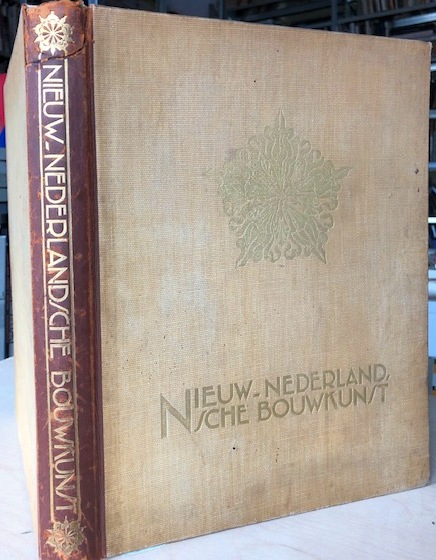 NIEUW-NEDERLANDSCHE BOUWKUNST
NIEUW-NEDERLAND,
SCHE BOUWKUNST